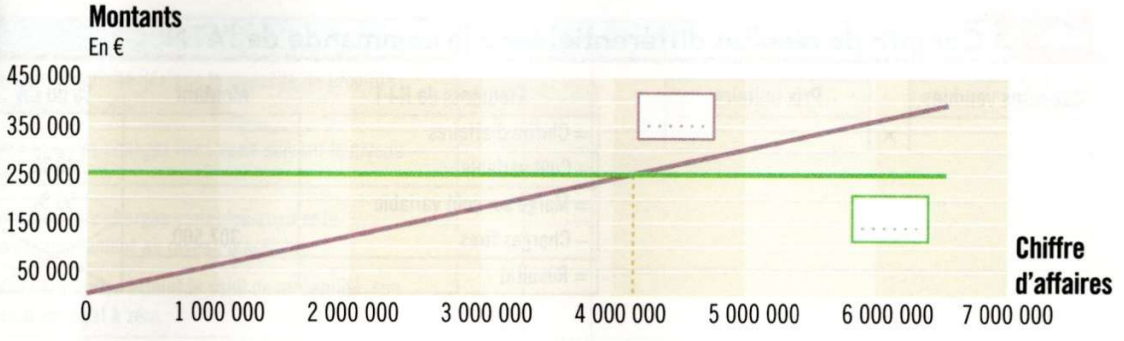 Montants
En €
450 000
350 000
250 000
150 000
50 000
0
1 000 000
2 000 000
3 000 000
4 000 000
5 000 000
6 000 000
7 000 000
Chiffre
d'affaires